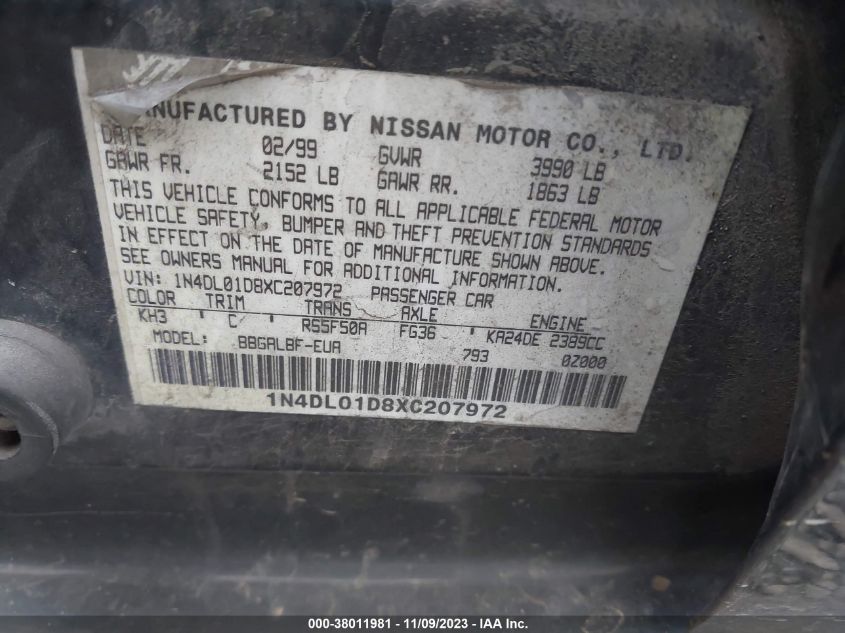 MANUFACTURED BY NISSAN MOTOR CO., LTD.
DATE 02/99 GVWR 3990 LB
GAWR FR. 2152 LB GAWR RR. 1863 LB
THIS VEHICLE CONFORMS TO ALL APPLICABLE FEDERAL MOTOR
VEHICLE SAFETY, BUMPER AND THEFT PREVENTION STANDARDS
IN EFFECT ON THE DATE OF MANUFACTURE SHOWN ABOVE.
SEE OWNERS MANUAL FOR ADDITIONAL INFORMATION.
VIN: 1N4DL01D8XC207972 PASSENGER CAR
COLOR TRIM TRANS AXLE ENGINE
KH3 C RS5F50A FG36 KA24DE 2389CC
MODEL: BBGALBF-EUA 793 0Z000
1N4DL01D8XC207972
000-38011981 - 11/09/2023 - IAA Inc.